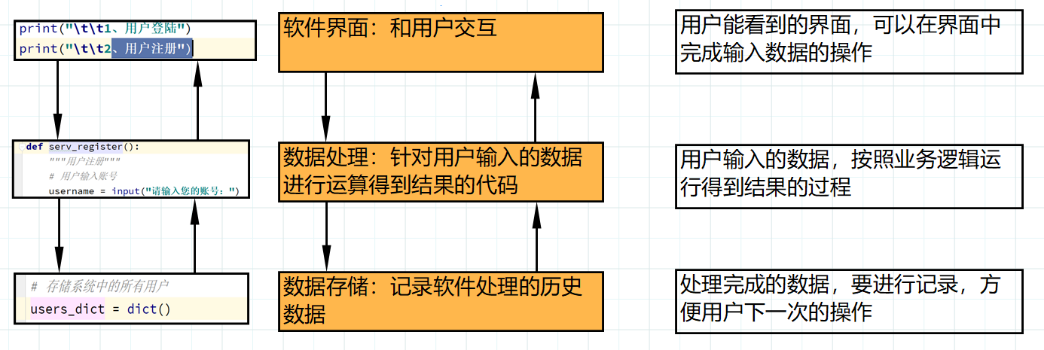 print("\t\t1、用户登陆")
print("\t\t2、用户注册")
软件界面：和用户交互
用户能看到的界面，可以在界面中
完成输入数据的操作
def serv_register():
"""用户注册"""
# 用户输入账号
username = input("请输入您的账号：")
数据处理：针对用户输入的数据
进行运算得到结果的代码
用户输入的数据，按照业务逻辑运
行得到结果的过程
# 存储系统中的所有用户
users_dict = dict()
数据存储：记录软件处理的历史
数据
处理完成的数据，要进行记录，方
便用户下一次的操作